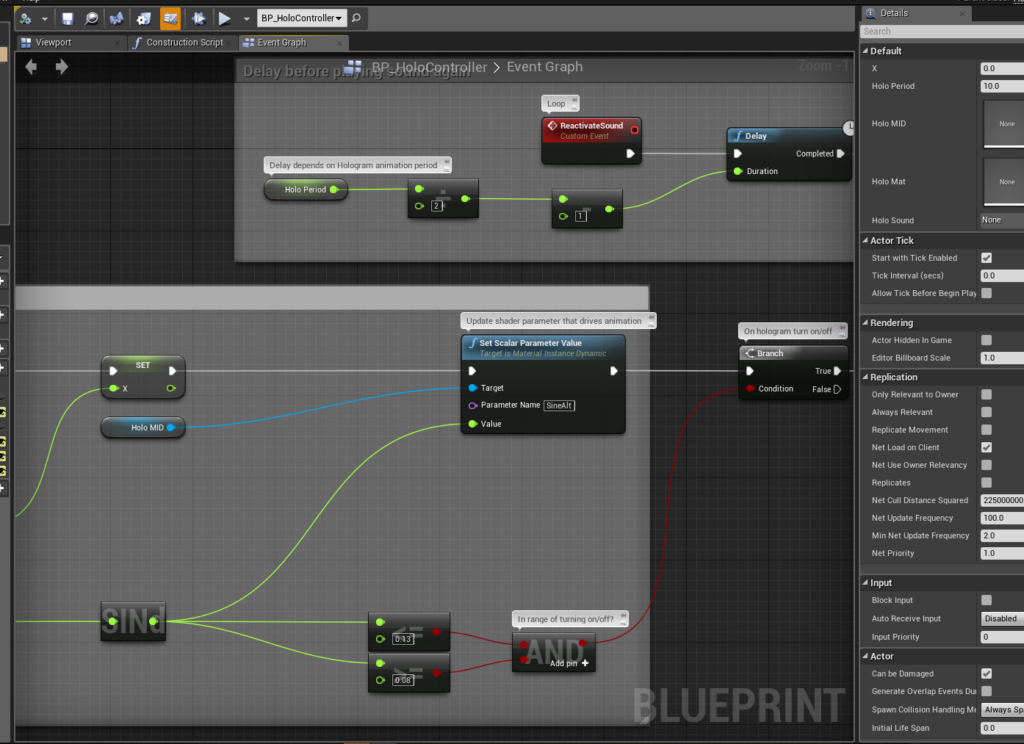 BP_HoloController
Viewport
Construction Script
Event Graph
Details
Search
BP_HoloController > Event Graph
Zoom -1
Delay before playing sound again
Loop
ReactivateSound
Custom Event
Delay
Completed
Duration
Delay depends on Hologram animation period
Holo Period
2.
1
Update shader parameter that drives animation
Set Scalar Parameter Value
Target is Material Instance Dynamic
Target
Parameter Name SineAlt
Value
SET
X
Holo MID
On hologram turn on/off
Branch
True
Condition
False
SINd
<=
0.13
>=
0.08
In range of turning on/off?
AND
Add pin +
BLUEPRINT
Default
X 0.0
Holo Period 10.0
Holo MID None
Holo Mat None
Holo Sound None
Actor Tick
Start with Tick Enabled
Tick Interval (secs) 0.0
Allow Tick Before Begin Play
Rendering
Actor Hidden In Game
Editor Billboard Scale 1.0
Replication
Only Relevant to Owner
Always Relevant
Replicate Movement
Net Load on Client
Net Use Owner Relevancy
Replicates
Net Cull Distance Squared 225000000
Net Update Frequency 100.0
Min Net Update Frequency 2.0
Net Priority 1.0
Input
Block Input
Auto Receive Input Disabled
Input Priority 0
Actor
Can be Damaged
Generate Overlap Events Du
Spawn Collision Handling Me Always Sp
Initial Life Span 0.0